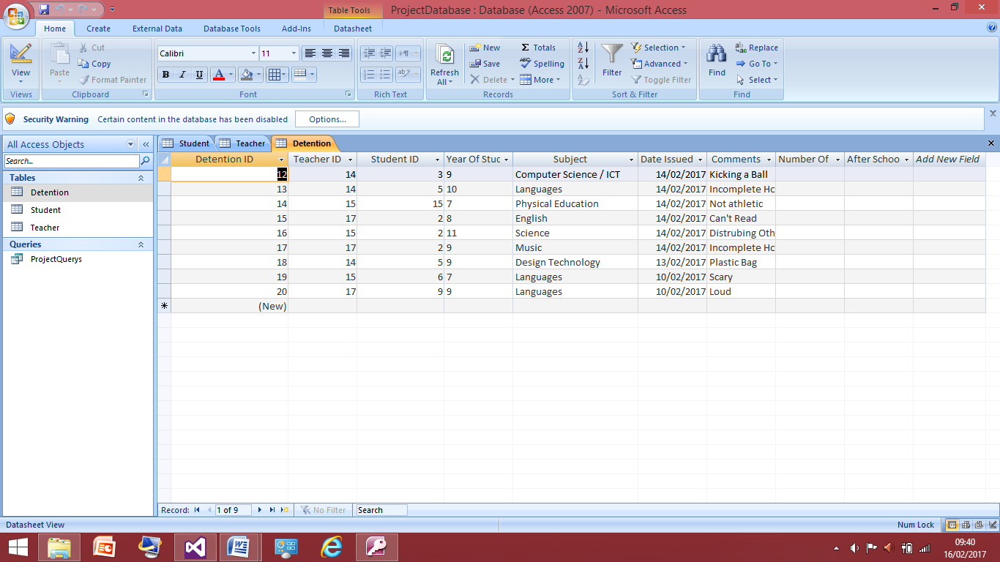 Table Tools ProjectDatabase : Database (Access 2007) - Microsoft Access
Home Create External Data Database Tools Add-Ins Datasheet
View Paste Cut Copy Format Painter
Calibri 11
B I U A
Refresh All New Save Delete Σ Totals Spelling More
Filter Selection Advanced Toggle Filter
Find Replace Go To Select
Views Clipboard Font Rich Text Records Sort & Filter Find
Security Warning Certain content in the database has been disabled Options...
All Access Objects
Search...
Tables
Detention
Student
Teacher
Queries
ProjectQuerys
Student Teacher Detention
Detention ID Teacher ID Student ID Year Of Stud Subject Date Issued Comments Number Of After Schoo Add New Field
12 14 3 9 Computer Science / ICT 14/02/2017 Kicking a Ball
13 14 5 10 Languages 14/02/2017 Incomplete Ho
14 15 15 7 Physical Education 14/02/2017 Not athletic
15 17 2 8 English 14/02/2017 Can't Read
16 15 2 11 Science 14/02/2017 Distrubing Oth
17 17 2 9 Music 14/02/2017 Incomplete Ho
18 14 5 9 Design Technology 13/02/2017 Plastic Bag
19 15 6 7 Languages 10/02/2017 Scary
20 17 9 9 Languages 10/02/2017 Loud
(New)
Record: 1 of 9 No Filter Search
Datasheet View Num Lock
09:40
16/02/2017